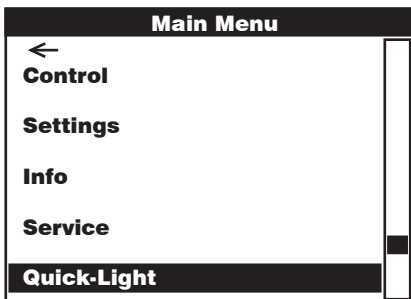 Main Menu
←
Control
Settings
Info
Service
Quick-Light